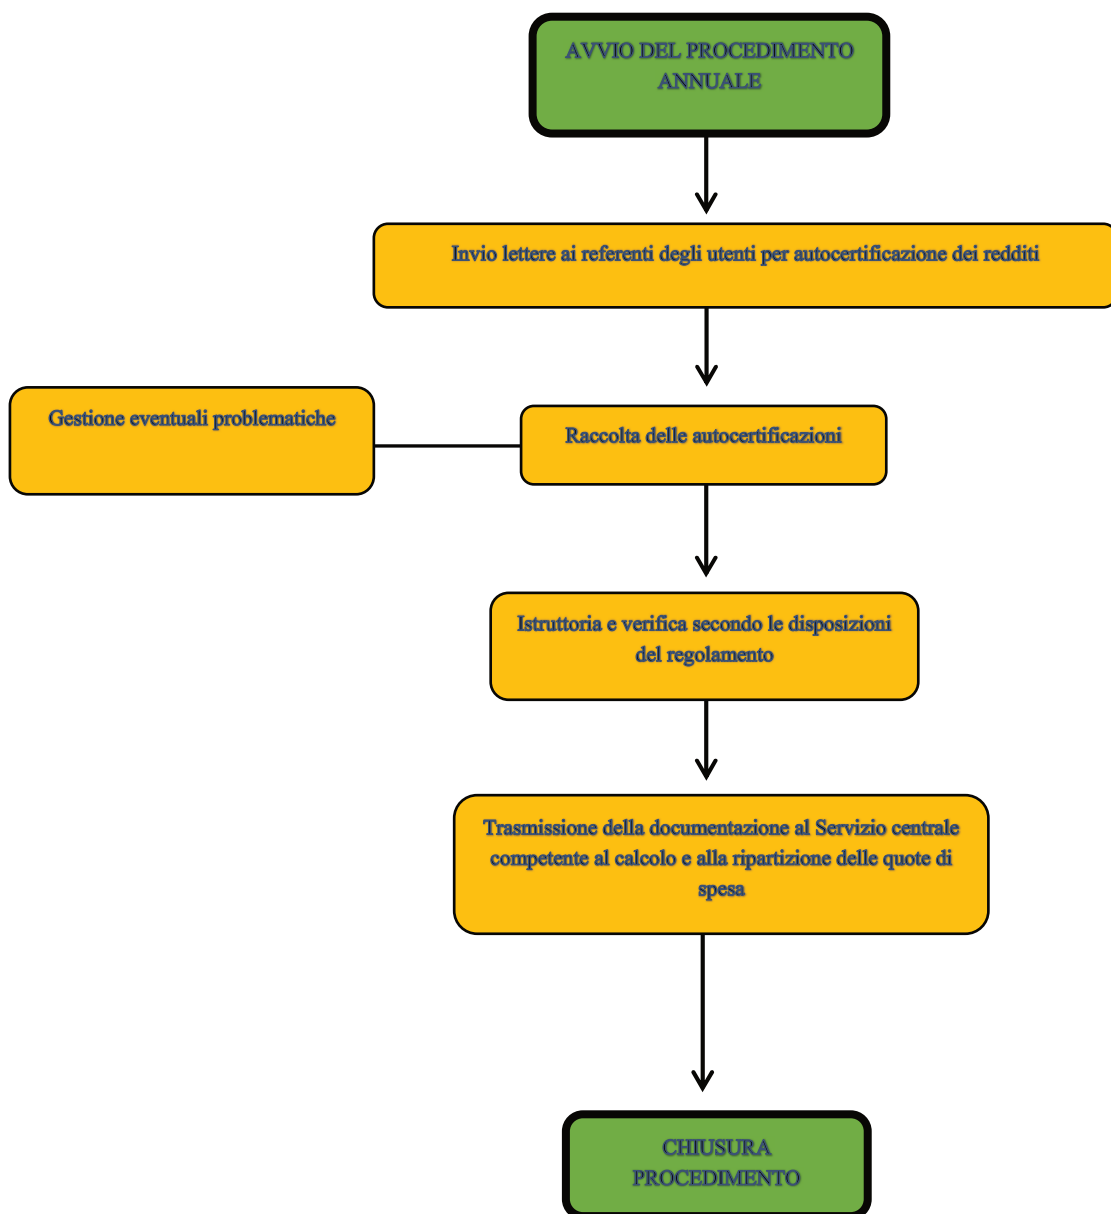 AVVIO DEL PROCEDIMENTO
ANNUALE
Invio lettere ai referenti degli utenti per autocertificazione dei redditi
Gestione eventuali problematiche
Raccolta delle autocertificazioni
Istruttoria e verifica secondo le disposizioni
del regolamento
Trasmissione della documentazione al Servizio centrale
competente al calcolo e alla ripartizione delle quote di
spesa
CHIUSURA
PROCEDIMENTO